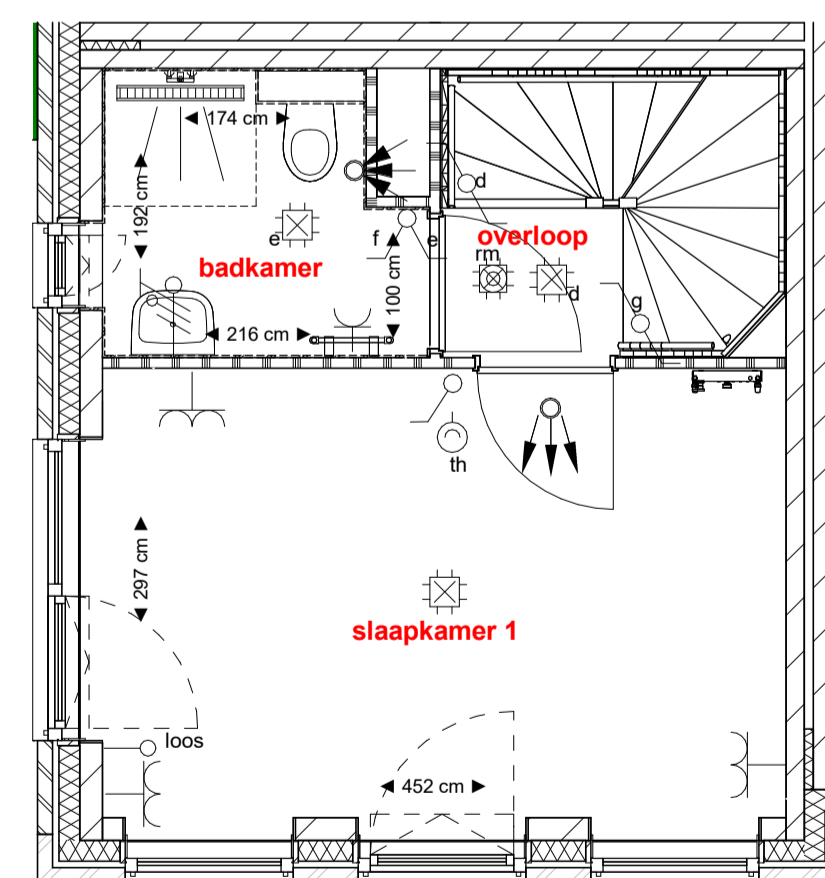 174 cm
192 cm
d
e
f
e
overloop
badkamer
100 cm
rm
d
g
216 cm
th
297 cm
slaapkamer 1
loos
452 cm